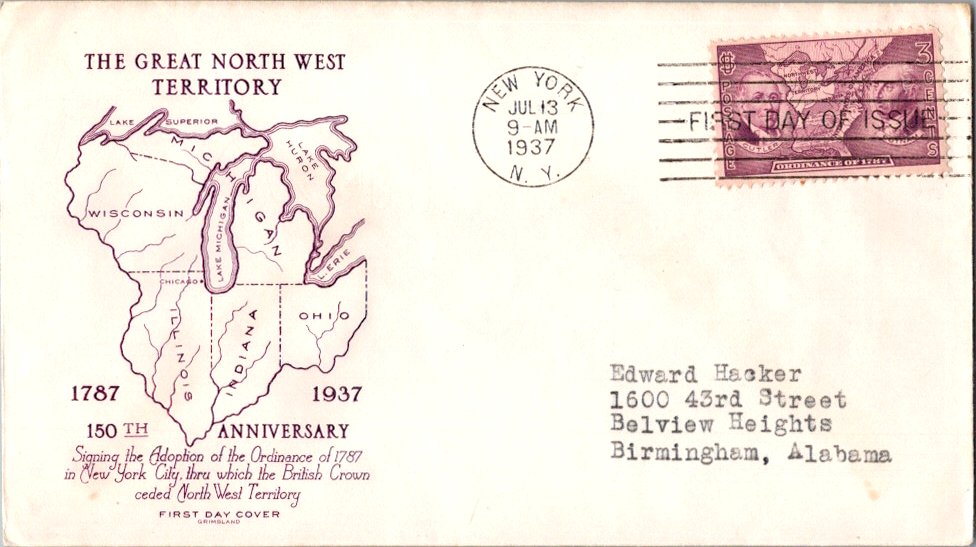 THE GREAT NORTH WEST
TERRITORY
LAKE SUPERIOR
MICHIGAN
LAKE HURON
WISCONSIN
LAKE MICHIGAN
L. ERIE
CHICAGO
ILLINOIS
INDIANA
OHIO
1787 1937
150 TH ANNIVERSARY
Signing the Adoption of the Ordinance of 1787
in New York City, thru which the British Crown
ceded North West Territory
FIRST DAY COVER
GRIMSLAND
NEW YORK
JUL 13
9-AM
1937
N. Y.
FIRST DAY OF ISSUE
POSTAGE
3 CENTS
CUTLER
ORDINANCE OF 1787
Edward Hacker
1600 43rd Street
Belview Heights
Birmingham, Alabama